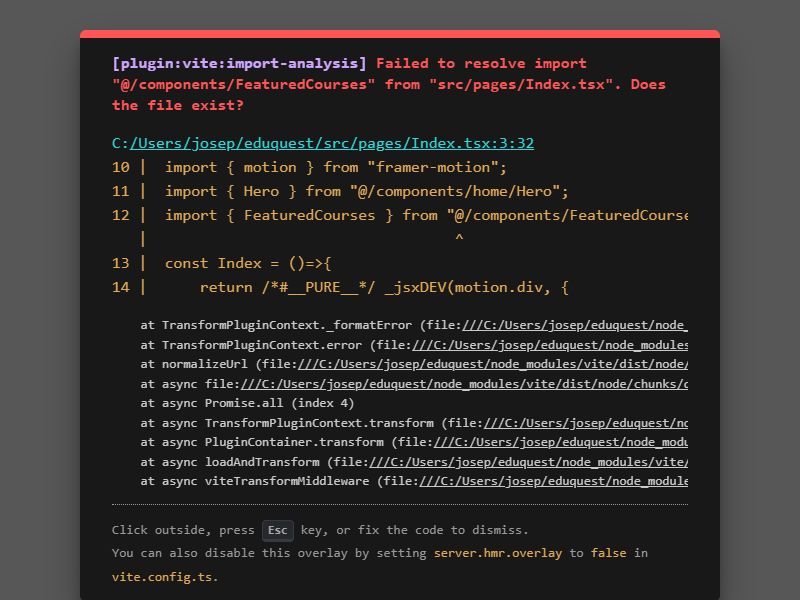 [plugin:vite:import-analysis] Failed to resolve import
"@/components/FeaturedCourses" from "src/pages/Index.tsx". Does
the file exist?
C:/Users/josep/eduquest/src/pages/Index.tsx:3:32
10 |  import { motion } from "framer-motion";
11 |  import { Hero } from "@/components/home/Hero";
12 |  import { FeaturedCourses } from "@/components/FeaturedCourse
   |                                   ^
13 |  const Index = ()=>{
14 |      return /*#__PURE__*/ _jsxDEV(motion.div, {
at TransformPluginContext._formatError (file:///C:/Users/josep/eduquest/node_
at TransformPluginContext.error (file:///C:/Users/josep/eduquest/node_modules
at normalizeUrl (file:///C:/Users/josep/eduquest/node_modules/vite/dist/node/
at async file:///C:/Users/josep/eduquest/node_modules/vite/dist/node/chunks/d
at async Promise.all (index 4)
at async TransformPluginContext.transform (file:///C:/Users/josep/eduquest/no
at async PluginContainer.transform (file:///C:/Users/josep/eduquest/node_modu
at async loadAndTransform (file:///C:/Users/josep/eduquest/node_modules/vite/
at async viteTransformMiddleware (file:///C:/Users/josep/eduquest/node_module
Click outside, press Esc key, or fix the code to dismiss.
You can also disable this overlay by setting server.hmr.overlay to false in
vite.config.ts.